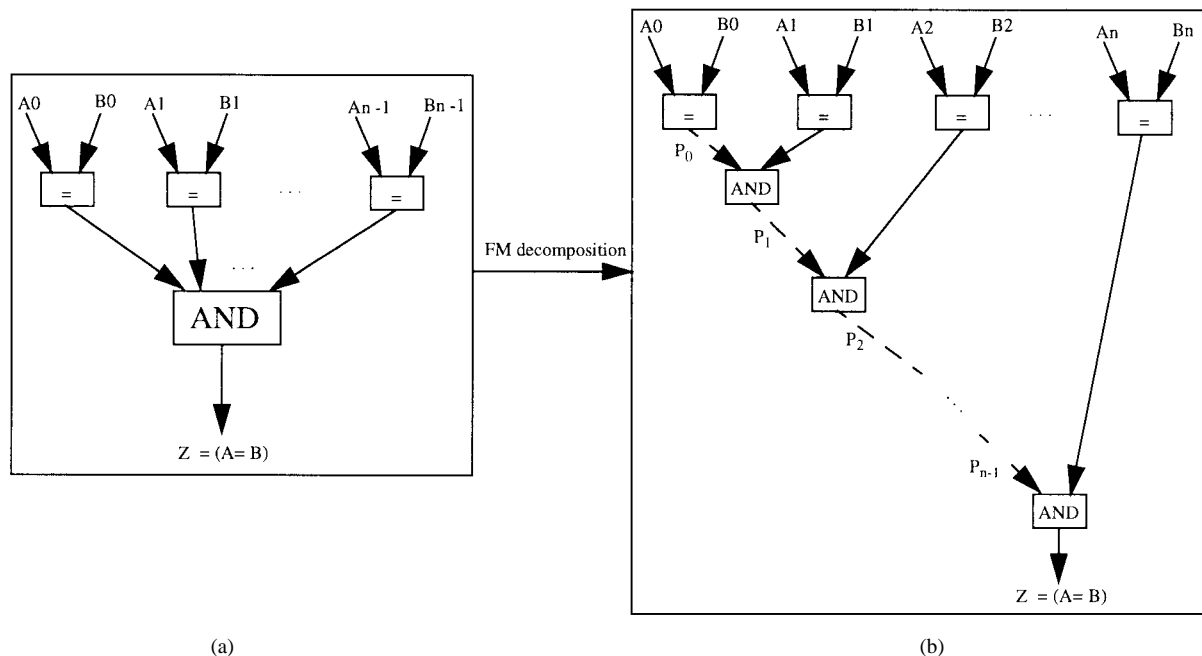 A0 B0 A1 B1 An -1 Bn -1
= = . . . =
. . .
AND
Z = (A= B)
(a)
FM decomposition
A0 B0 A1 B1 A2 B2 An Bn
= = = . . . =
P0
AND
P1
AND
P2
. . .
Pn-1
AND
Z = (A= B)
(b)